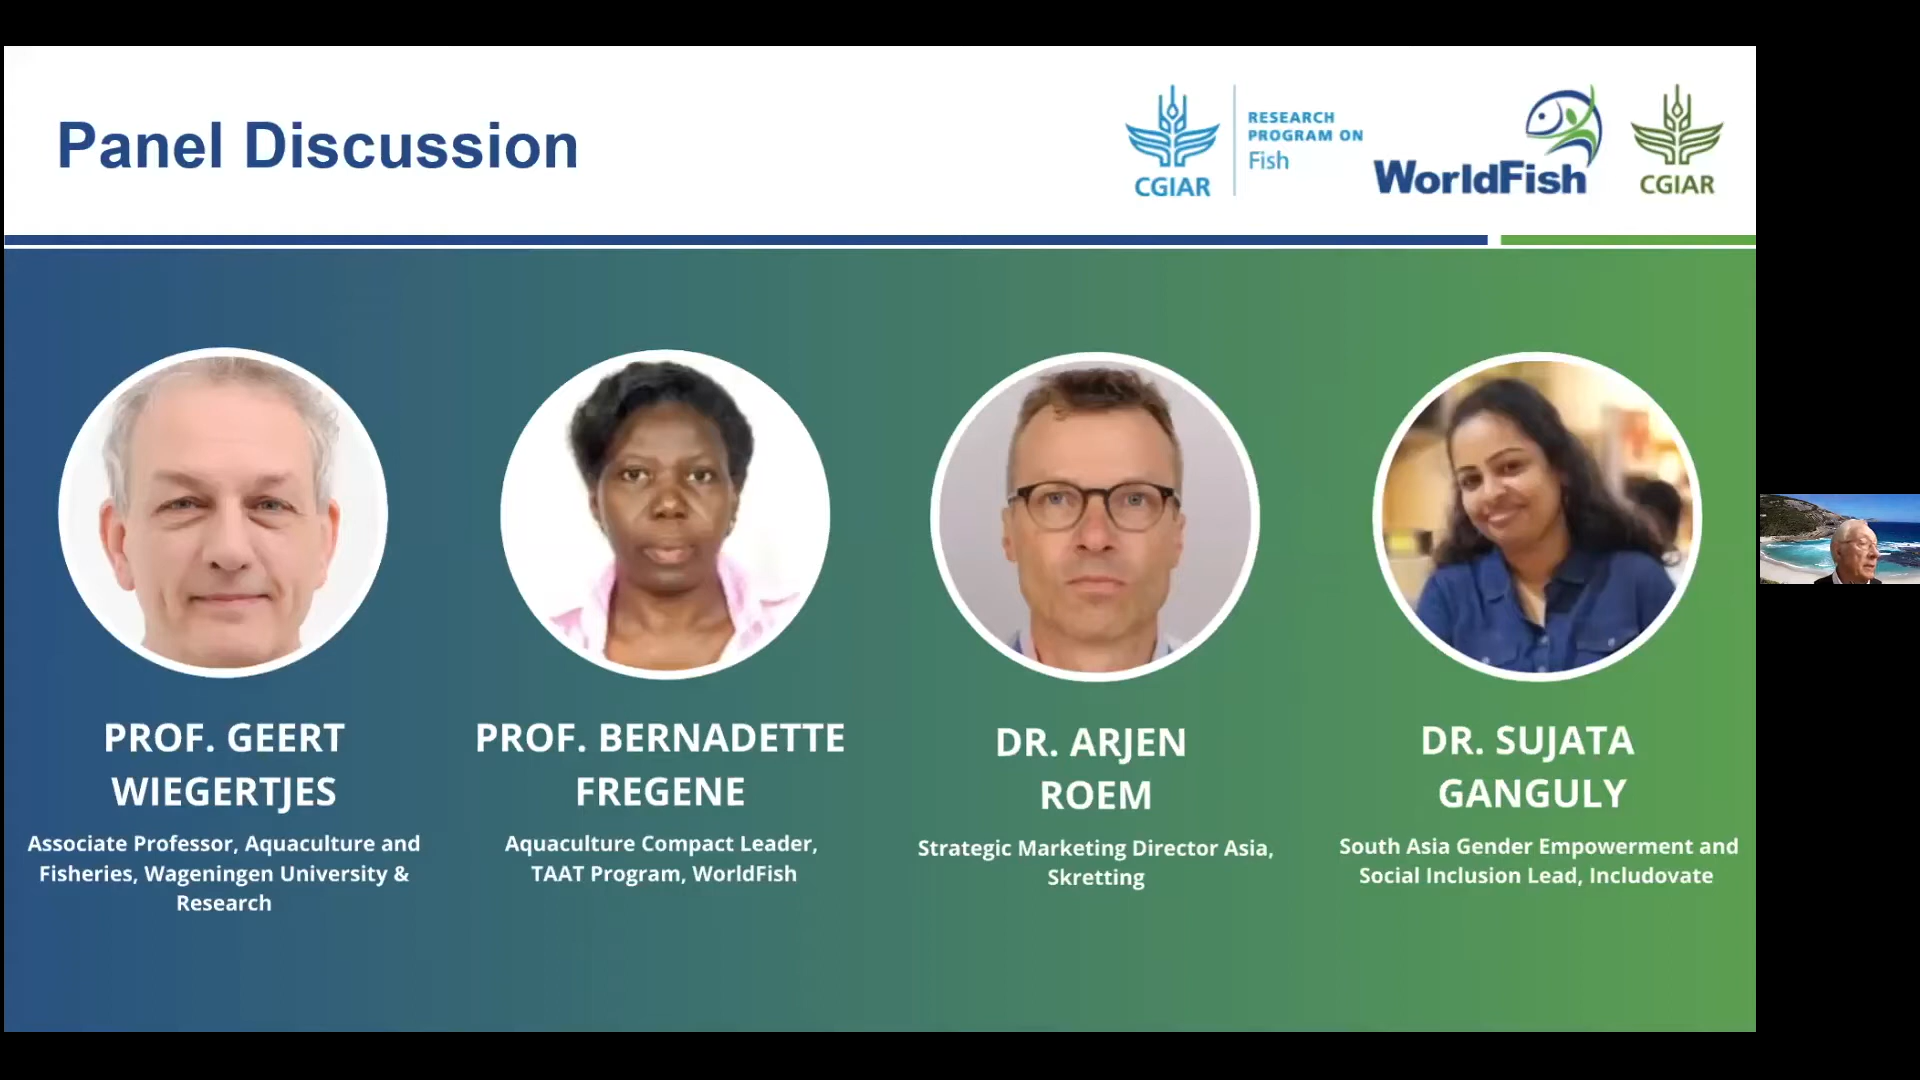 Panel Discussion
CGIAR
RESEARCH
PROGRAM ON
Fish
WorldFish
CGIAR
PROF. GEERT
WIEGERTJES
Associate Professor, Aquaculture and
Fisheries, Wageningen University &
Research
PROF. BERNADETTE
FREGENE
Aquaculture Compact Leader,
TAAT Program, WorldFish
DR. ARJEN
ROEM
Strategic Marketing Director Asia,
Skretting
DR. SUJATA
GANGULY
South Asia Gender Empowerment and
Social Inclusion Lead, Includovate